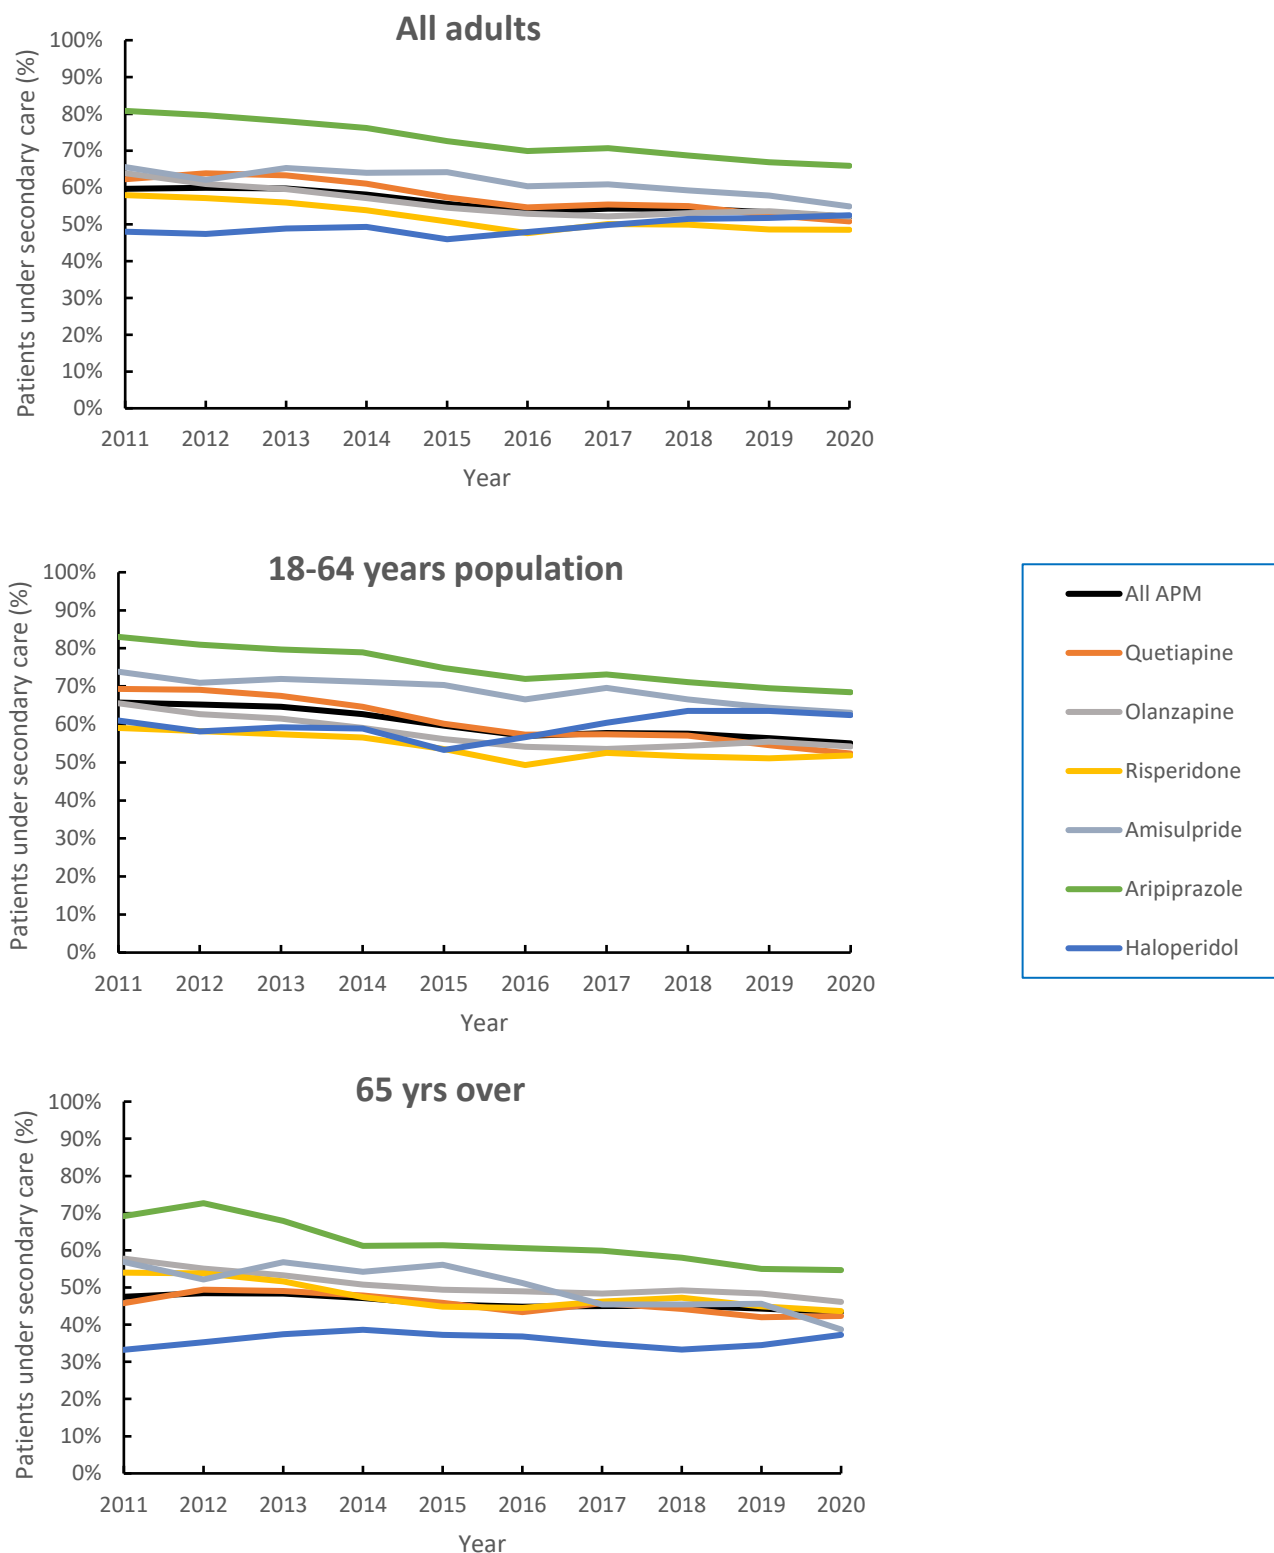 All adults
Patients under secondary care (%)
100%
90%
80%
70%
60%
50%
40%
30%
20%
10%
0%
2011 2012 2013 2014 2015 2016 2017 2018 2019 2020
Year
18-64 years population
Patients under secondary care (%)
100%
90%
80%
70%
60%
50%
40%
30%
20%
10%
0%
2011 2012 2013 2014 2015 2016 2017 2018 2019 2020
Year
All APM
Quetiapine
Olanzapine
Risperidone
Amisulpride
Aripiprazole
Haloperidol
65 yrs over
Patients under secondary care (%)
100%
90%
80%
70%
60%
50%
40%
30%
20%
10%
0%
2011 2012 2013 2014 2015 2016 2017 2018 2019 2020
Year